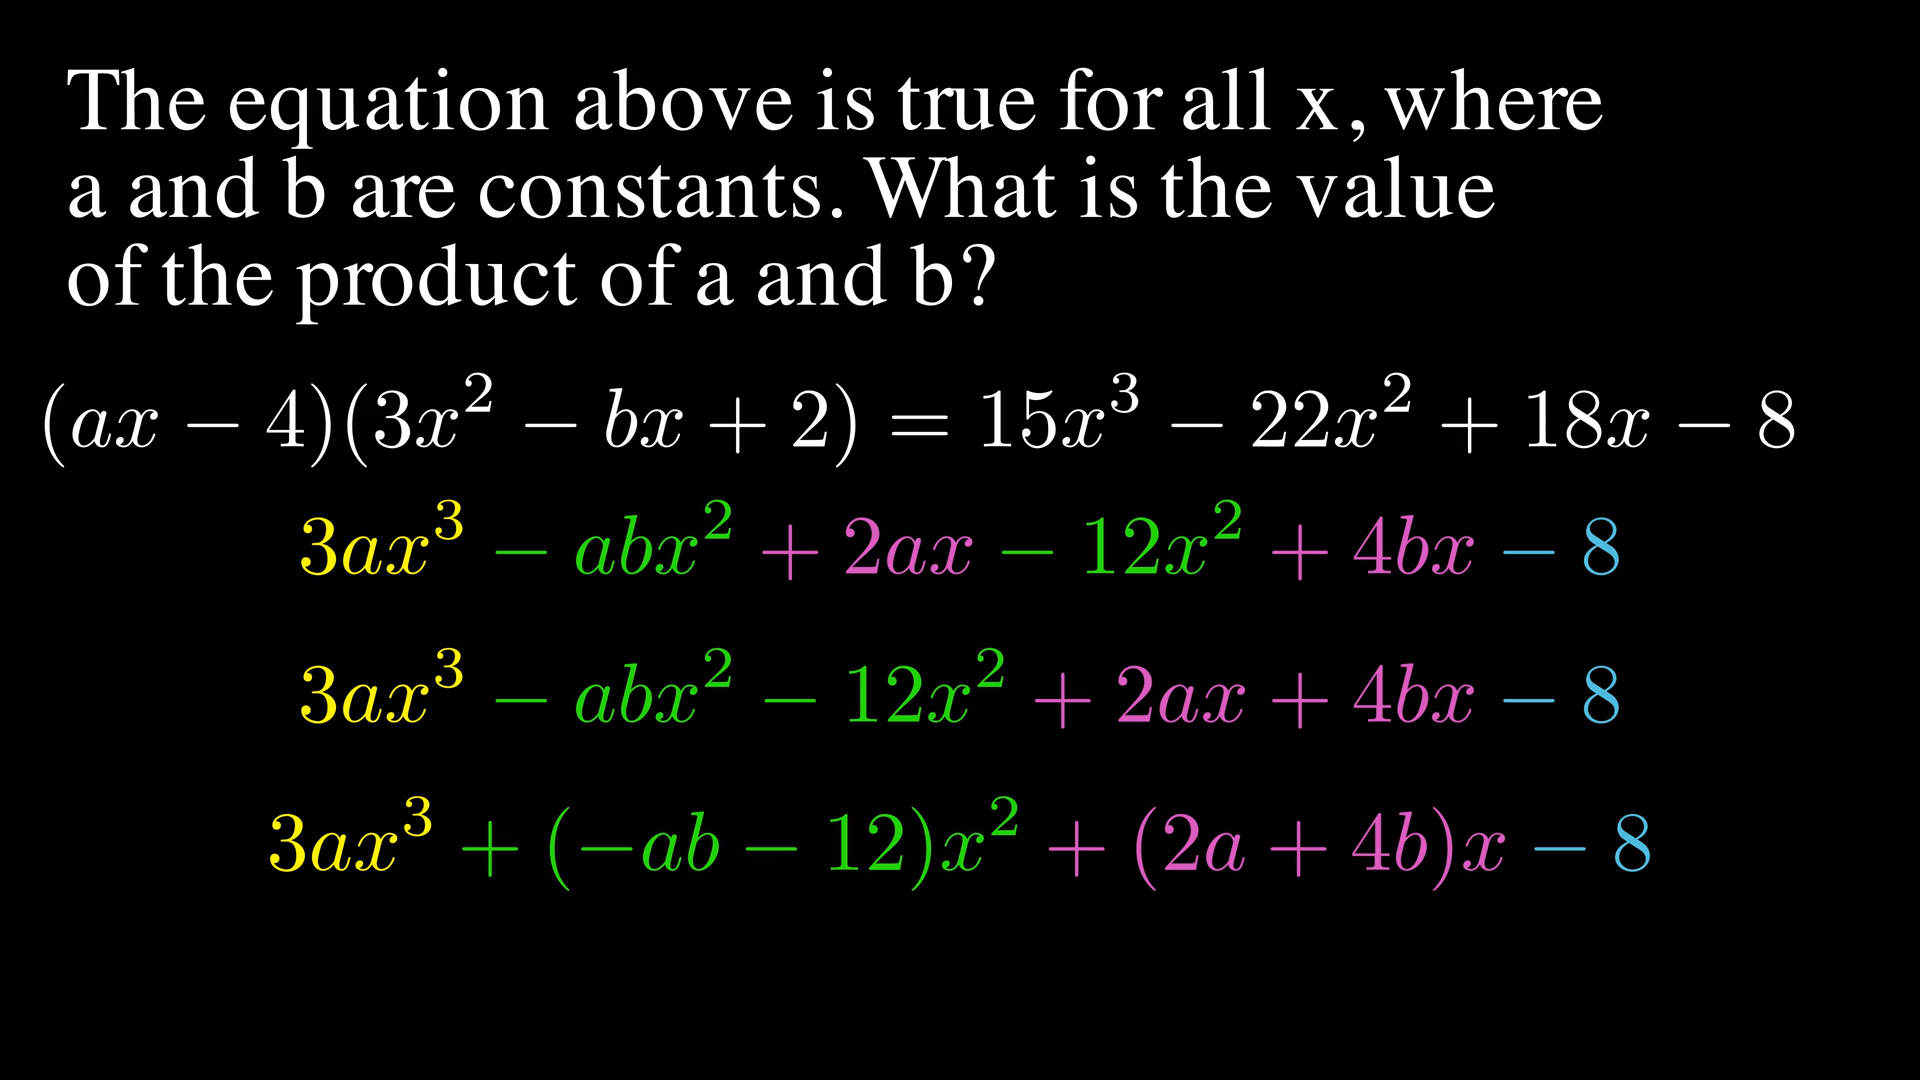 The equation above is true for all x, where
a and b are constants. What is the value
of the product of a and b?
(ax − 4)(3x² − bx + 2) = 15x³ − 22x² + 18x − 8
3ax³ − abx² + 2ax − 12x² + 4bx − 8
3ax³ − abx² − 12x² + 2ax + 4bx − 8
3ax³ + (−ab − 12)x² + (2a + 4b)x − 8